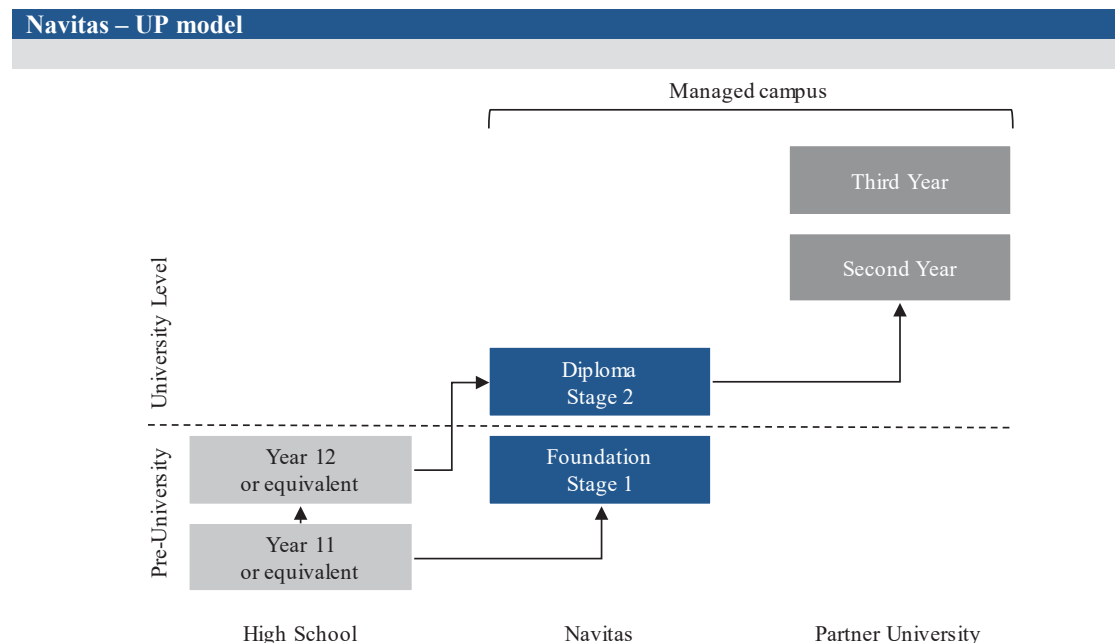 Navitas – UP model
Managed campus
Third Year
Second Year
University Level
Diploma
Stage 2
Pre-University
Year 12
or equivalent
Foundation
Stage 1
Year 11
or equivalent
High School
Navitas
Partner University